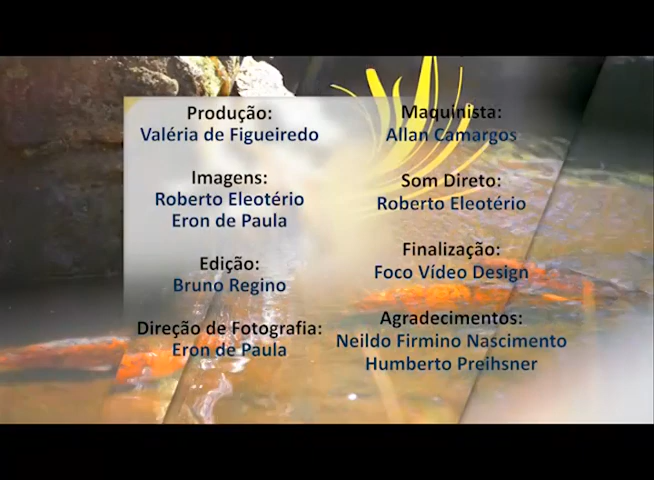 Produção:
Valéria de Figueiredo
Imagens:
Roberto Eleotério
Eron de Paula
Edição:
Bruno Regino
Direção de Fotografia:
Eron de Paula
Maquinista:
Allan Camargos
Som Direto:
Roberto Eleotério
Finalização:
Foco Vídeo Design
Agradecimentos:
Neildo Firmino Nascimento
Humberto Preihsner